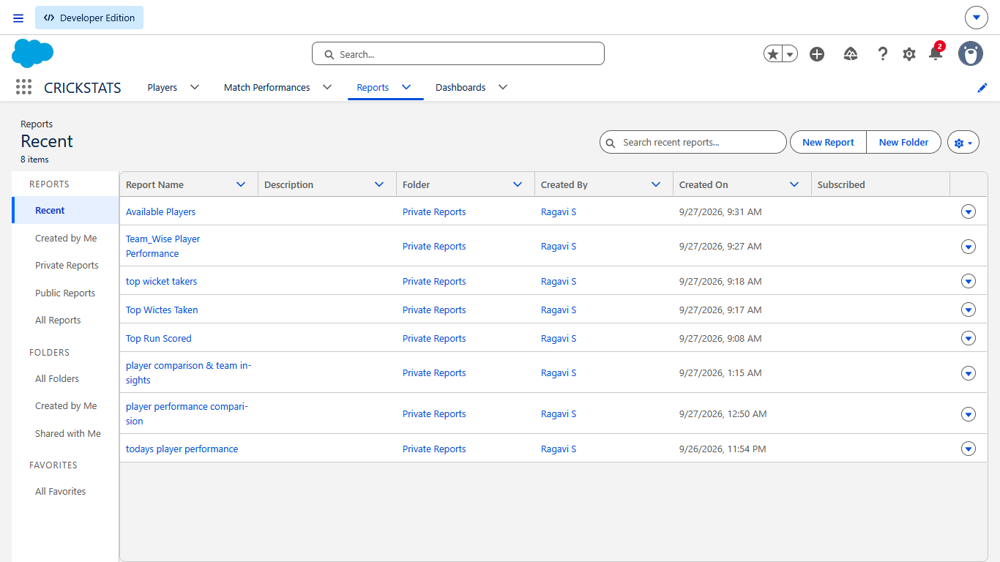 Developer Edition
Search...
2
CRICKSTATS
Players
Match Performances
Reports
Dashboards
Reports
Recent
8 items
Search recent reports...
New Report
New Folder
REPORTS
Recent
Created by Me
Private Reports
Public Reports
All Reports
FOLDERS
All Folders
Created by Me
Shared with Me
FAVORITES
All Favorites
Report Name Description Folder Created By Created On Subscribed
Available Players Private Reports Ragavi S 9/27/2026, 9:31 AM
Team_Wise Player
Performance Private Reports Ragavi S 9/27/2026, 9:27 AM
top wicket takers Private Reports Ragavi S 9/27/2026, 9:18 AM
Top Wictes Taken Private Reports Ragavi S 9/27/2026, 9:17 AM
Top Run Scored Private Reports Ragavi S 9/27/2026, 9:08 AM
player comparison & team in-
sights Private Reports Ragavi S 9/27/2026, 1:15 AM
player performance compari-
sion Private Reports Ragavi S 9/27/2026, 12:50 AM
todays player performance Private Reports Ragavi S 9/26/2026, 11:54 PM